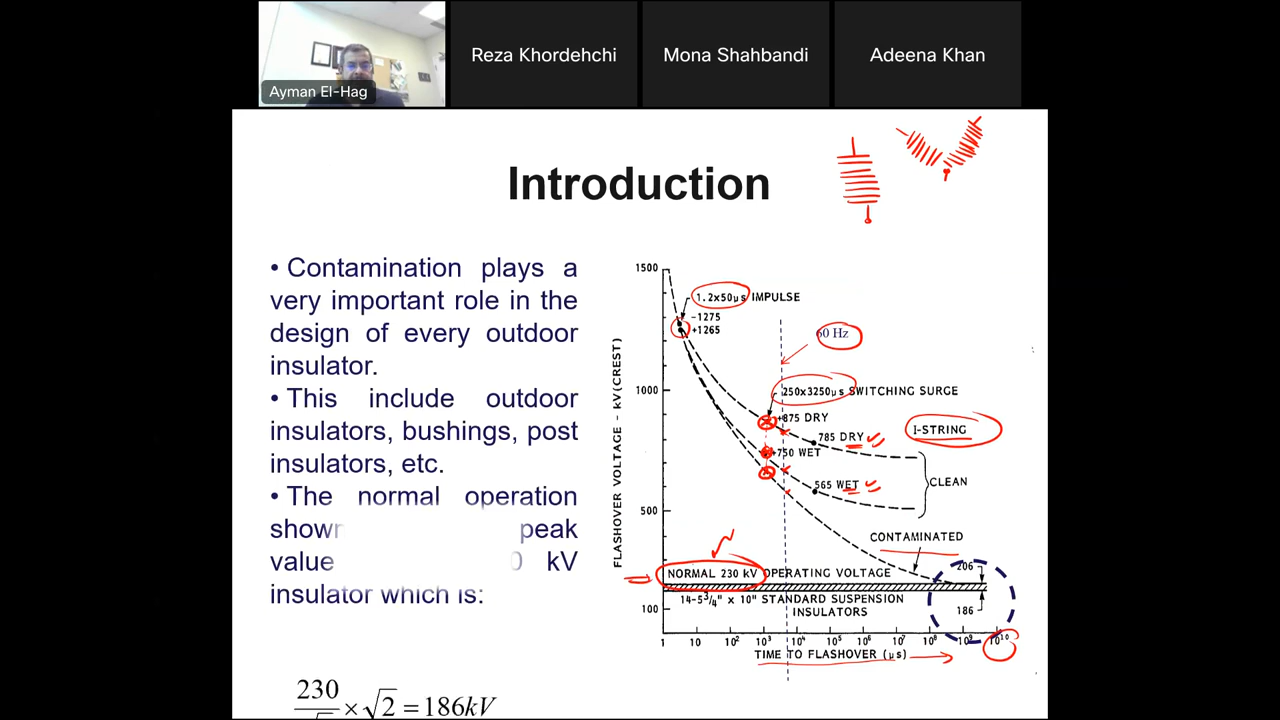 Ayman El-Hag
Reza Khordehchi
Mona Shahbandi
Adeena Khan
Introduction
• Contamination plays a
very important role in the
design of every outdoor
insulator.
• This include outdoor
insulators, bushings, post
insulators, etc.
• The normal operation
shown peak
value kV
insulator which is:
230
× √2 = 186kV
FLASHOVER VOLTAGE - kV(CREST)
1500
1000
500
100
1.2x50µs IMPULSE
-1275
+1265
60 Hz
250x3250µs SWITCHING SURGE
+875 DRY
785 DRY
I-STRING
+750 WET
565 WET
CLEAN
CONTAMINATED
206
NORMAL 230 kV OPERATING VOLTAGE
14-5¾" x 10" STANDARD SUSPENSION
INSULATORS
186
1 10 10² 10³ 10⁴ 10⁵ 10⁶ 10⁷ 10⁸ 10⁹ 10¹⁰
TIME TO FLASHOVER (µs)